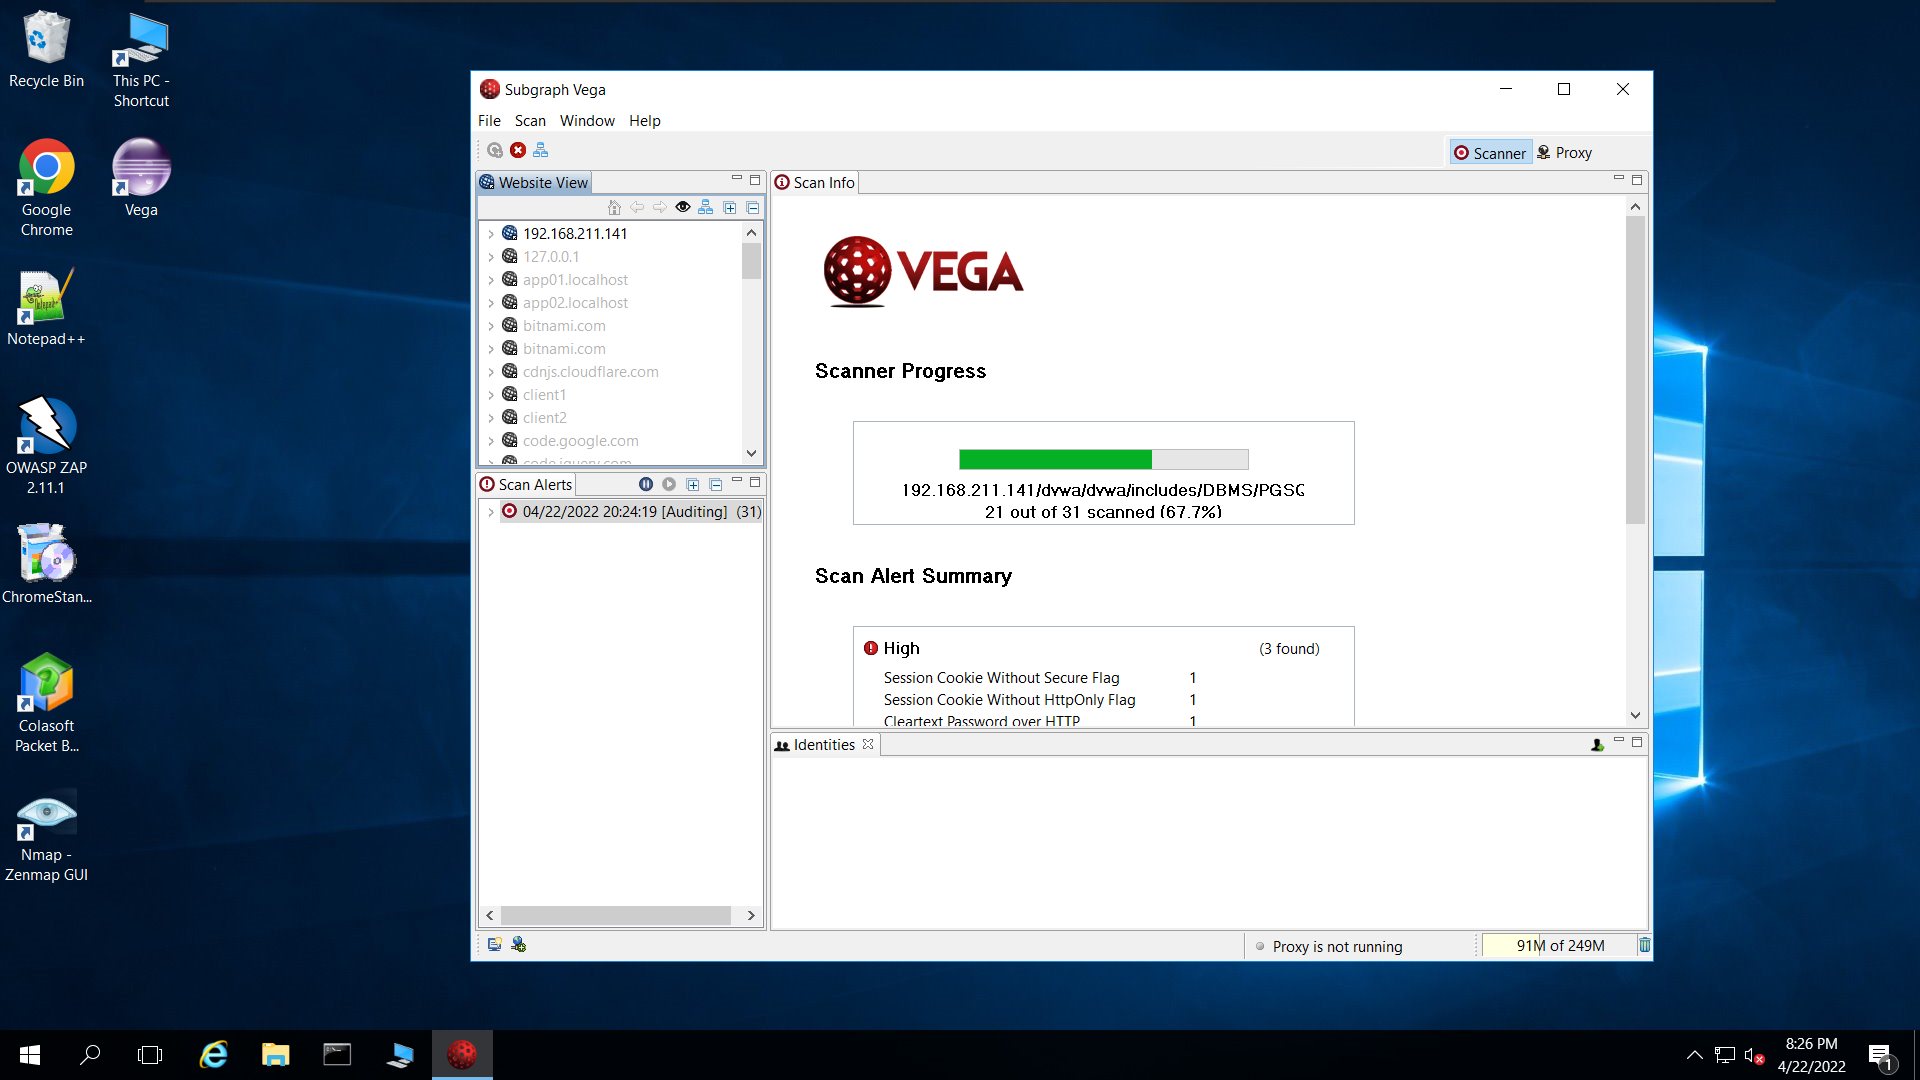 Recycle Bin
This PC -
Shortcut
Google
Chrome
Vega
Notepad++
OWASP ZAP
2.11.1
ChromeStan...
Colasoft
Packet B...
Nmap -
Zenmap GUI
Subgraph Vega
File Scan Window Help
Scanner Proxy
Website View
192.168.211.141
127.0.0.1
app01.localhost
app02.localhost
bitnami.com
bitnami.com
cdnjs.cloudflare.com
client1
client2
code.google.com
code.jquery.com
Scan Alerts
04/22/2022 20:24:19 [Auditing] (31)
Scan Info
VEGA
Scanner Progress
192.168.211.141/dvwa/dvwa/includes/DBMS/PGSQ
21 out of 31 scanned (67.7%)
Scan Alert Summary
High (3 found)
Session Cookie Without Secure Flag 1
Session Cookie Without HttpOnly Flag 1
Cleartext Password over HTTP 1
Identities
Proxy is not running
91M of 249M
8:26 PM
4/22/2022
1